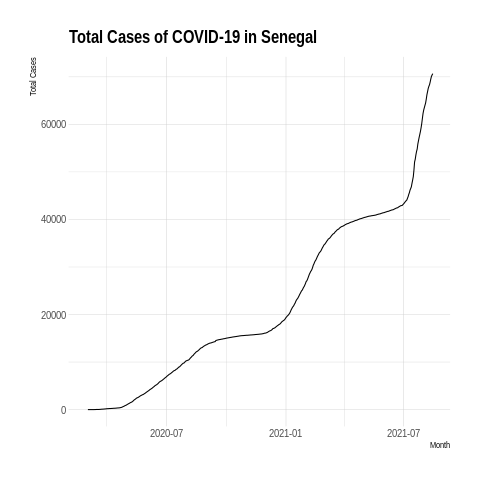 Total Cases of COVID-19 in Senegal
Total Cases
60000
40000
20000
0
2020-07
2021-01
2021-07
Month